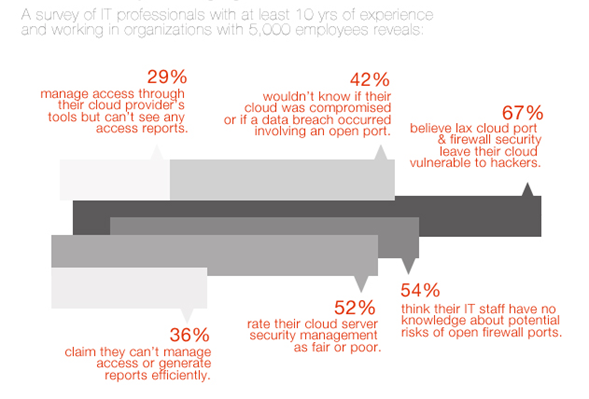 A survey of IT professionals with at least 10 yrs of experience
and working in organizations with 5,000 employees reveals:
29%
manage access through
their cloud provider's
tools but can't see any
access reports.
42%
wouldn't know if their
cloud was compromised
or if a data breach occurred
involving an open port.
67%
believe lax cloud port
& firewall security
leave their cloud
vulnerable to hackers.
36%
claim they can't manage
access or generate
reports efficiently.
52%
rate their cloud server
security management
as fair or poor.
54%
think their IT staff have no
knowledge about potential
risks of open firewall ports.